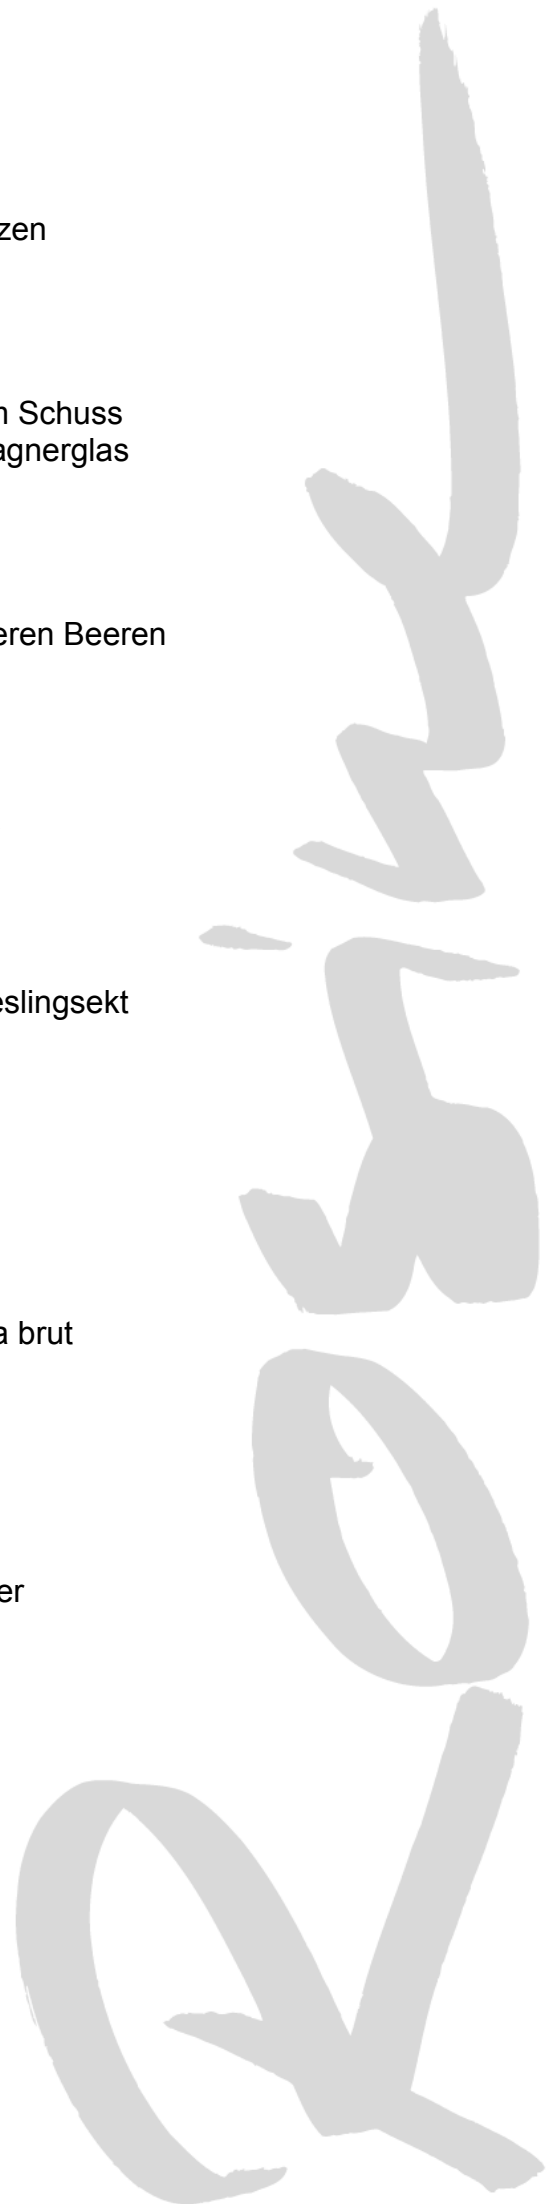 zen
n Schuss
agnerglas
eren Beeren
eslingsekt
a brut
er